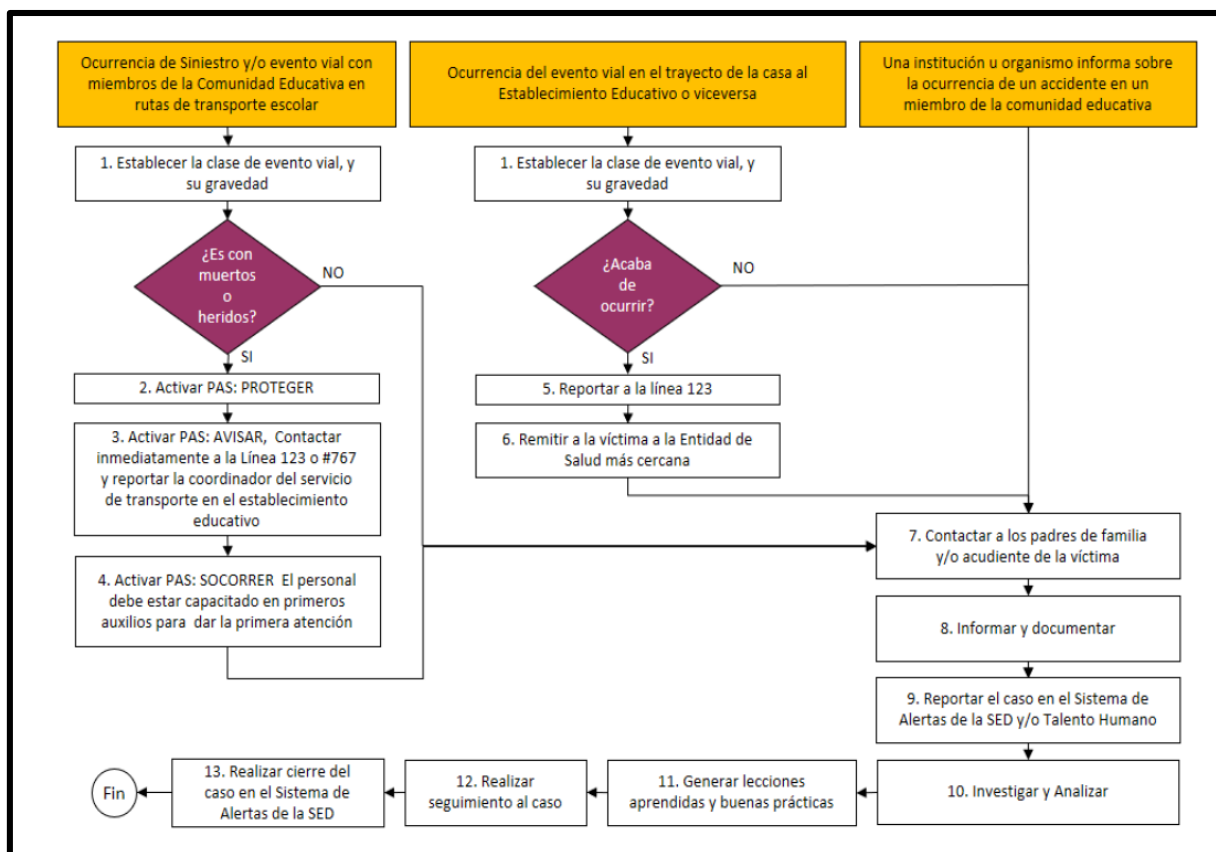 Ocurrencia de Siniestro y/o evento vial con
miembros de la Comunidad Educativa en
rutas de transporte escolar
Ocurrencia del evento vial en el trayecto de la casa al
Establecimiento Educativo o viceversa
Una institución u organismo informa sobre
la ocurrencia de un accidente en un
miembro de la comunidad educativa
1. Establecer la clase de evento vial, y
su gravedad
1. Establecer la clase de evento vial, y
su gravedad
¿Es con
muertos
o
heridos?
NO
SI
¿Acaba
de
ocurrir?
NO
SI
2. Activar PAS: PROTEGER
3. Activar PAS: AVISAR, Contactar
inmediatamente a la Línea 123 o #767
y reportar la coordinador del servicio
de transporte en el establecimiento
educativo
4. Activar PAS: SOCORRER El personal
debe estar capacitado en primeros
auxilios para dar la primera atención
5. Reportar a la línea 123
6. Remitir a la víctima a la Entidad de
Salud más cercana
7. Contactar a los padres de familia
y/o acudiente de la víctima
8. Informar y documentar
9. Reportar el caso en el Sistema de
Alertas de la SED y/o Talento Humano
10. Investigar y Analizar
11. Generar lecciones
aprendidas y buenas prácticas
12. Realizar
seguimiento al caso
13. Realizar cierre del
caso en el Sistema de
Alertas de la SED
Fin